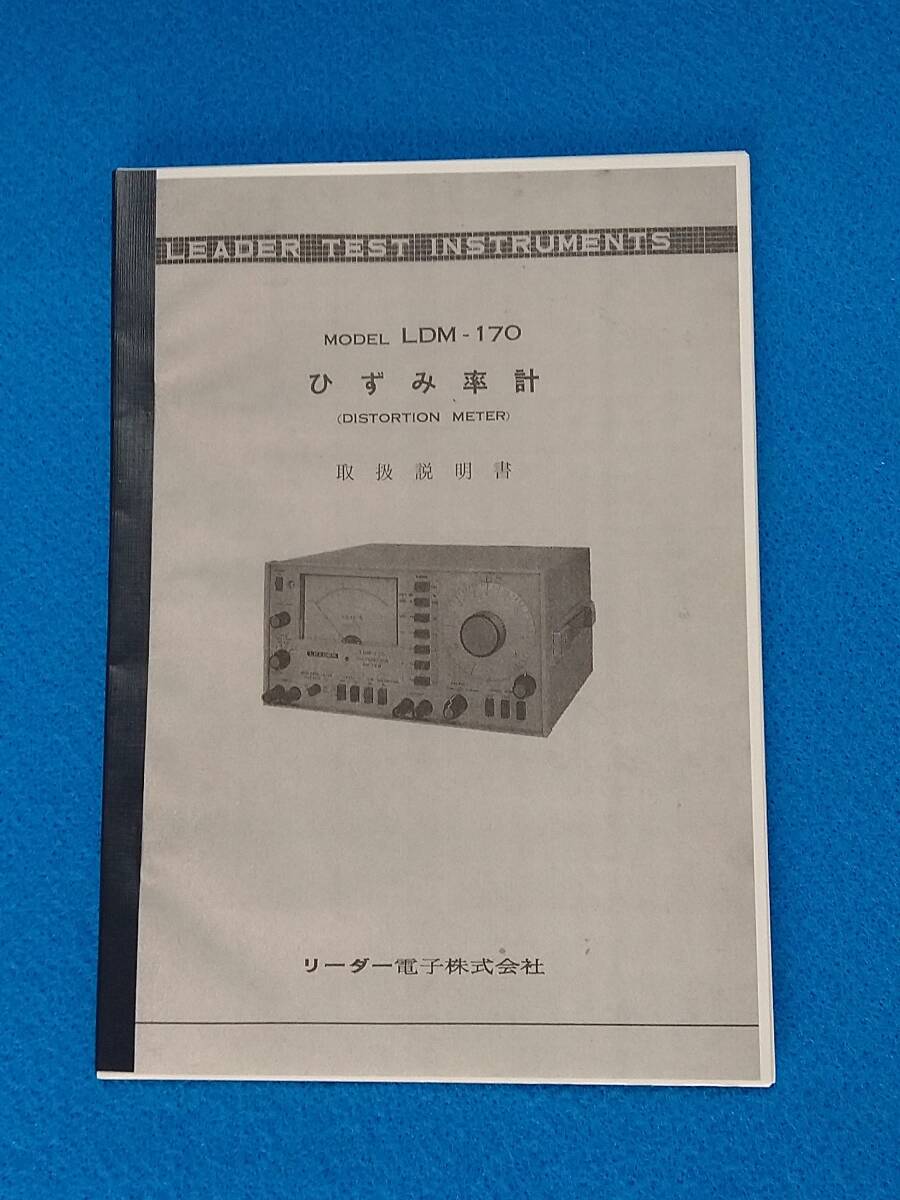 LEADER TEST INSTRUMENTS
MODEL LDM-170
ひずみ率計
(DISTORTION METER)
取扱説明書
LEADER
リーダー電子株式会社